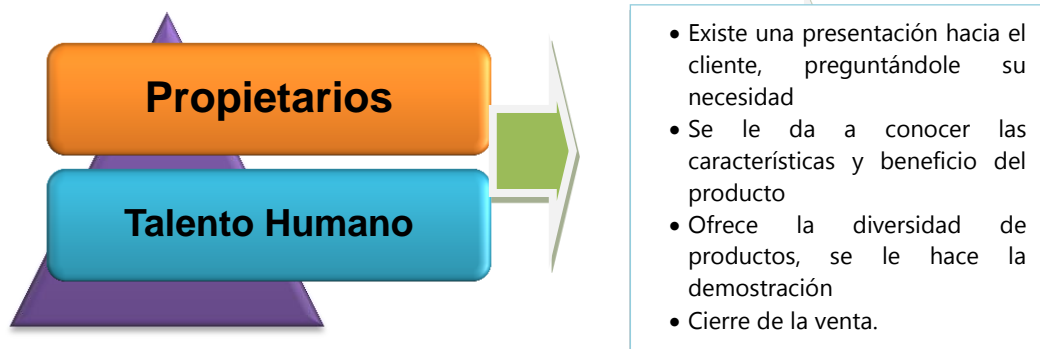 Propietarios
Talento Humano
• Existe una presentación hacia el
cliente, preguntándole su
necesidad
• Se le da a conocer las
características y beneficio del
producto
• Ofrece la diversidad de
productos, se le hace la
demostración
• Cierre de la venta.